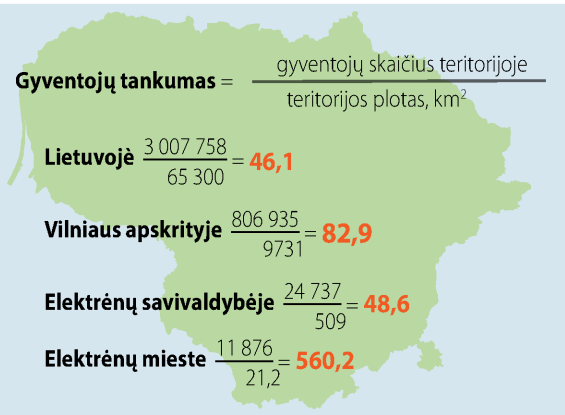 Gyventojų tankumas = gyventojų skaičius teritorijoje
teritorijos plotas, km²
Lietuvojè 3 007 758
65 300 = 46,1
Vilniaus apskrityje 806 935
9731 = 82,9
Elektrėnų savivaldybėje 24 737
509 = 48,6
Elektrėnų mieste 11 876
21,2 = 560,2